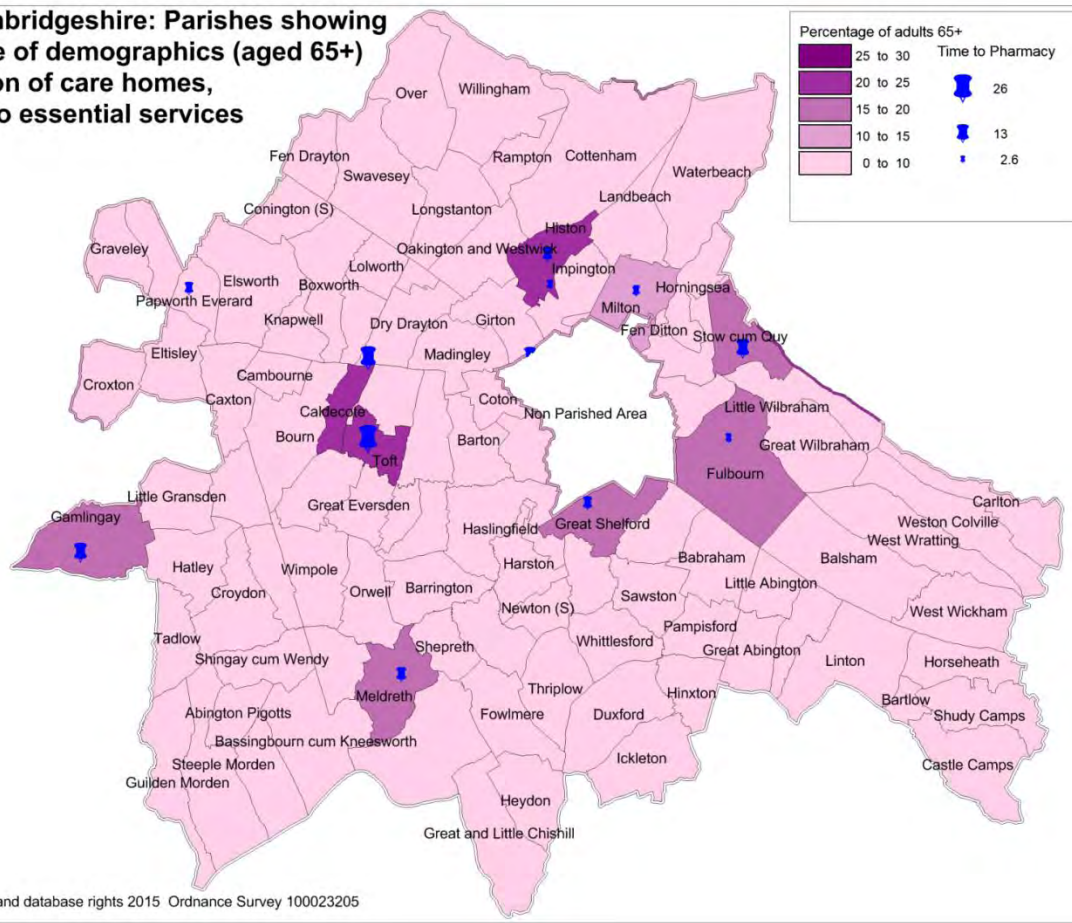 nbridgeshire: Parishes showing
e of demographics (aged 65+)
on of care homes,
o essential services
Percentage of adults 65+
25 to 30
20 to 25
15 to 20
10 to 15
0 to 10
Time to Pharmacy
26
13
2.6
Over
Willingham
Fen Drayton
Swavesey
Rampton
Cottenham
Waterbeach
Landbeach
Conington (S)
Longstanton
Histon
Graveley
Oakington and Westwick
Lolworth
Impington
Elsworth
Boxworth
Horningsea
Papworth Everard
Milton
Knapwell
Dry Drayton
Girton
Fen Ditton
Stow cum Quy
Eltisley
Madingley
Croxton
Cambourne
Caxton
Coton
Caldecote
Non Parished Area
Little Wilbraham
Bourn
Barton
Great Wilbraham
Toft
Fulbourn
Little Gransden
Great Eversden
Carlton
Gamlingay
Haslingfield
Great Shelford
Weston Colville
West Wratting
Hatley
Wimpole
Harston
Babraham
Balsham
Croydon
Orwell
Barrington
Little Abington
Newton (S)
Sawston
West Wickham
Tadlow
Shepreth
Whittlesford
Pampisford
Great Abington
Shingay cum Wendy
Linton
Horseheath
Meldreth
Thriplow
Hinxton
Bartlow
Abington Pigotts
Fowlmere
Duxford
Shudy Camps
Bassingbourn cum Kneesworth
Ickleton
Steeple Morden
Castle Camps
Guilden Morden
Heydon
Great and Little Chishill
and database rights 2015 Ordnance Survey 100023205